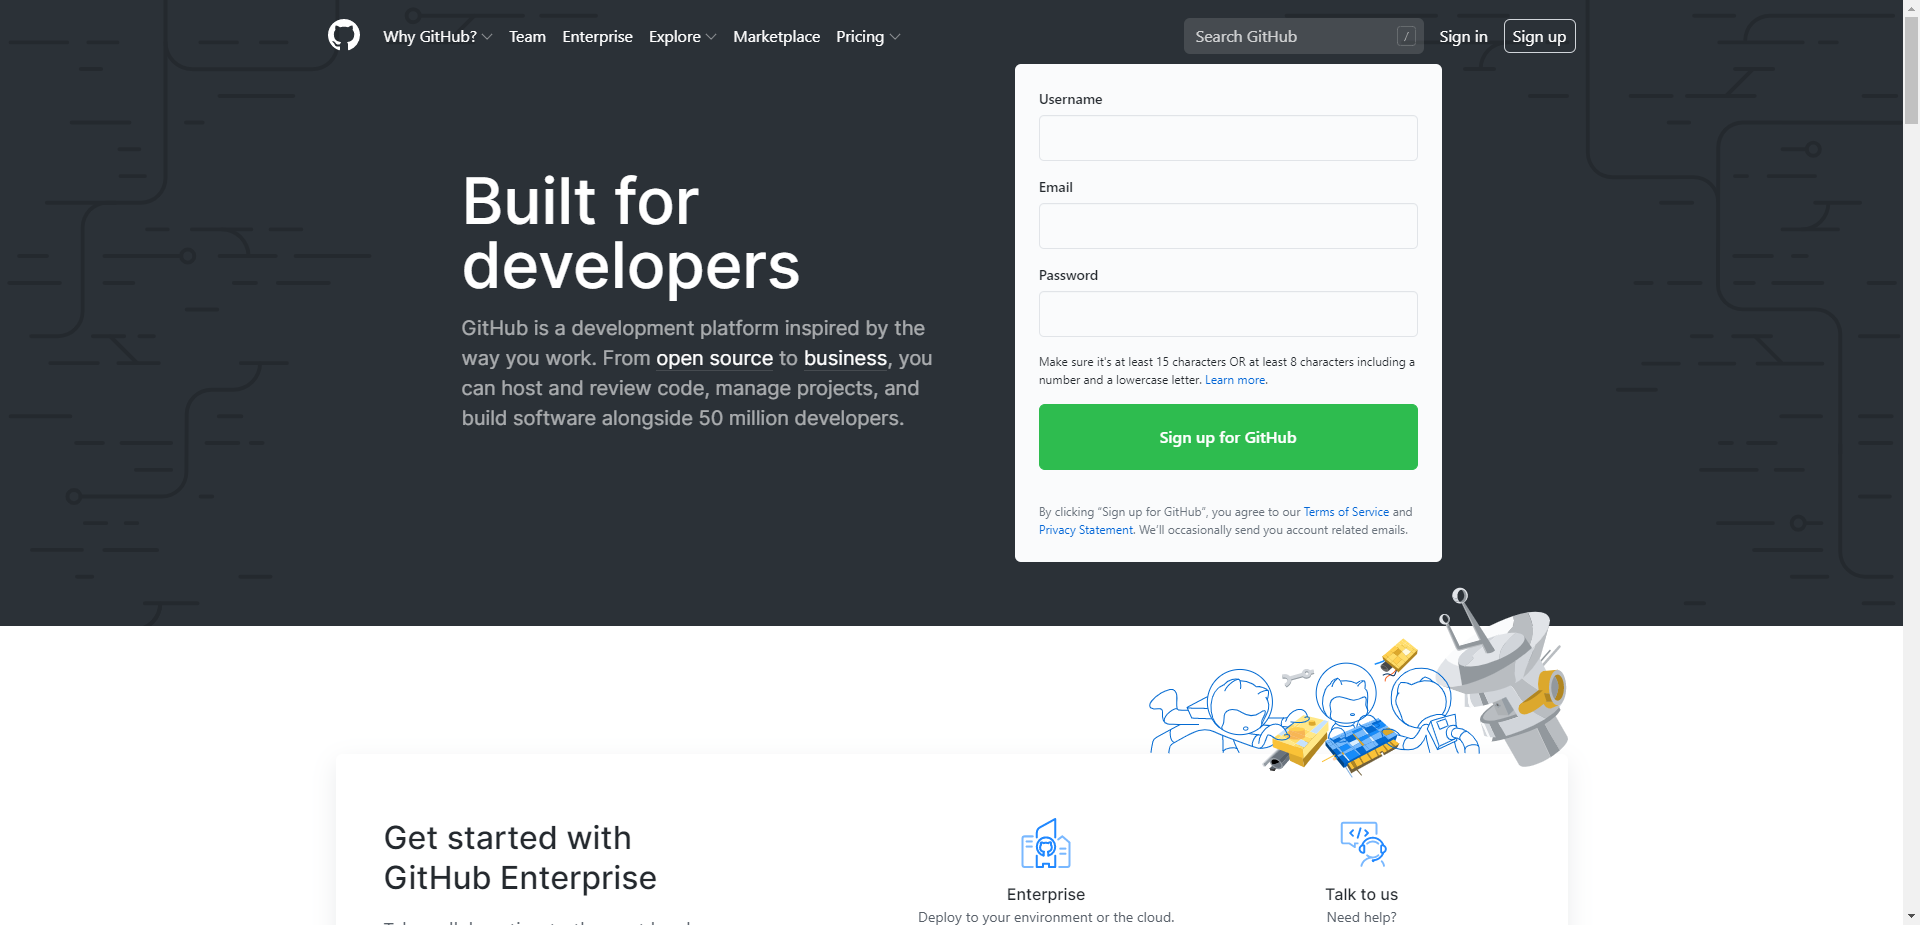 Why GitHub? Team Enterprise Explore Marketplace Pricing Search GitHub / Sign in Sign up
Built for
developers
GitHub is a development platform inspired by the
way you work. From open source to business, you
can host and review code, manage projects, and
build software alongside 50 million developers.
Username
Email
Password
Make sure it's at least 15 characters OR at least 8 characters including a
number and a lowercase letter. Learn more.
Sign up for GitHub
By clicking “Sign up for GitHub”, you agree to our Terms of Service and
Privacy Statement. We’ll occasionally send you account related emails.
Get started with
GitHub Enterprise
Enterprise
Deploy to your environment or the cloud.
Talk to us
Need help?